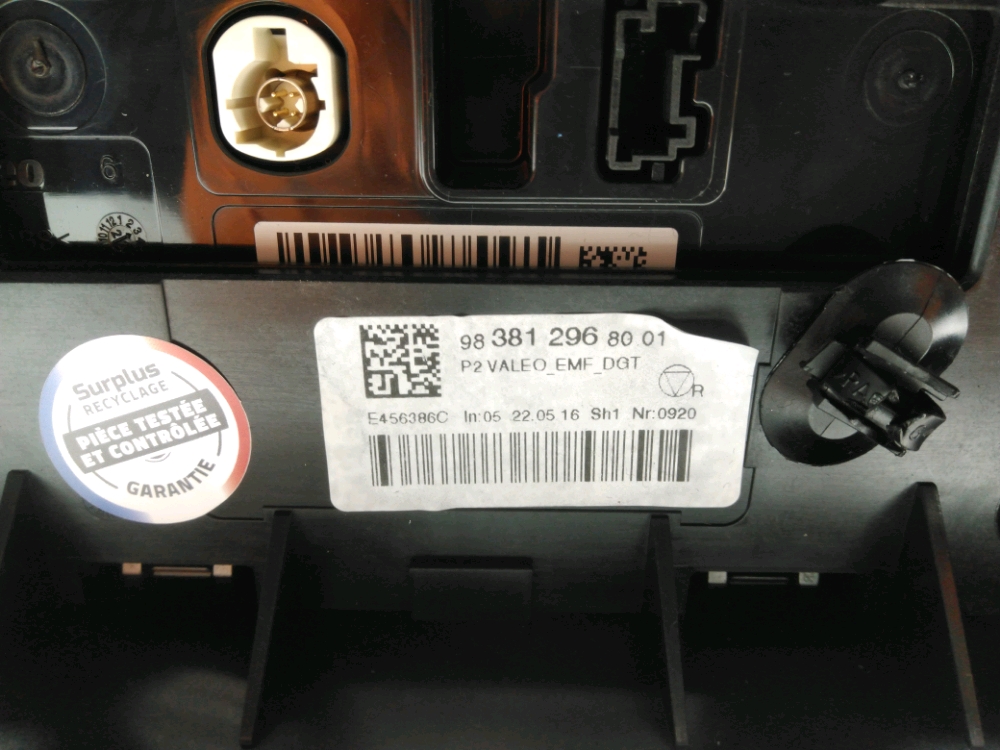 6
98 381 296 80 01
P2 VALEO_EMF_DGT
R
E456386C In:05 22.05 16 Sh1 Nr:0920
Surplus
RECYCLAGE
PIÈCE TESTÉE
ET CONTRÔLÉE
GARANTIE